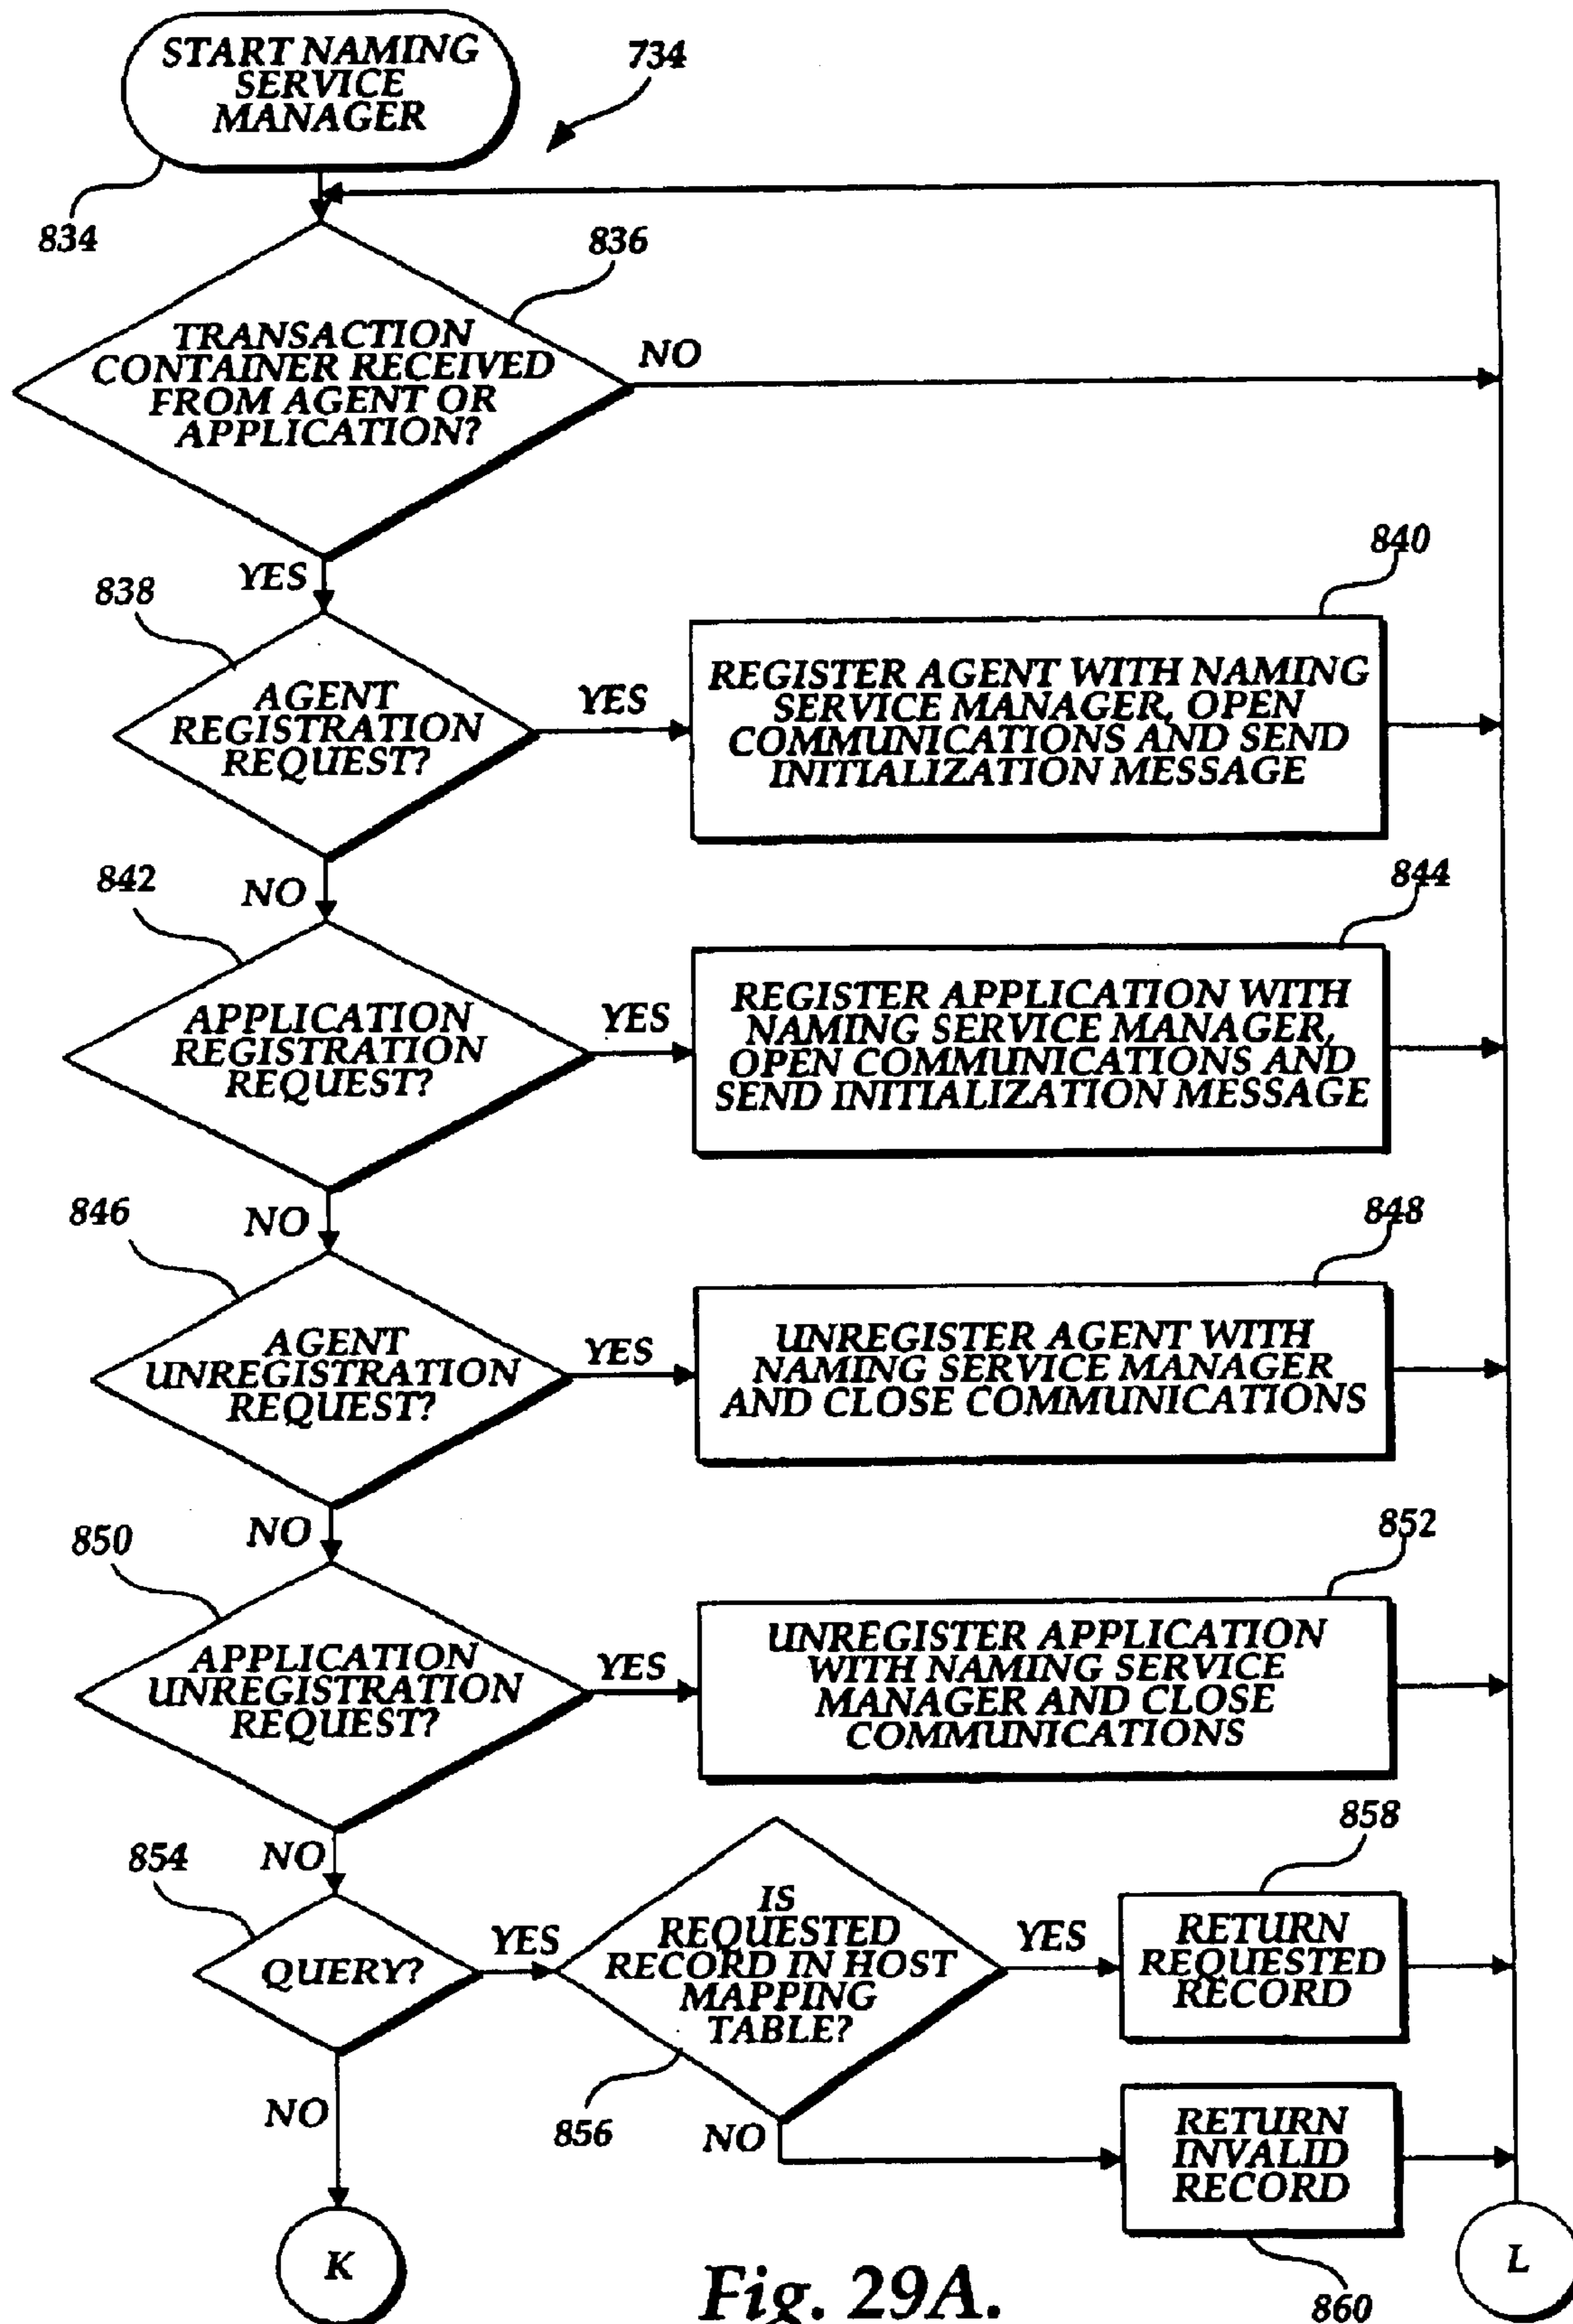 START NAMING
SERVICE
MANAGER
734
834
836
TRANSACTION
CONTAINER RECEIVED
FROM AGENT OR
APPLICATION?
NO
YES
838
840
AGENT
REGISTRATION
REQUEST?
YES
REGISTER AGENT WITH NAMING
SERVICE MANAGER, OPEN
COMMUNICATIONS AND SEND
INITIALIZATION MESSAGE
NO
842
844
APPLICATION
REGISTRATION
REQUEST?
YES
REGISTER APPLICATION WITH
NAMING SERVICE MANAGER,
OPEN COMMUNICATIONS AND
SEND INITIALIZATION MESSAGE
NO
846
848
AGENT
UNREGISTRATION
REQUEST?
YES
UNREGISTER AGENT WITH
NAMING SERVICE MANAGER
AND CLOSE COMMUNICATIONS
NO
850
852
APPLICATION
UNREGISTRATION
REQUEST?
YES
UNREGISTER APPLICATION
WITH NAMING SERVICE
MANAGER AND CLOSE
COMMUNICATIONS
NO
854
858
QUERY?
YES
IS
REQUESTED
RECORD IN HOST
MAPPING
TABLE?
YES
RETURN
REQUESTED
RECORD
NO
856
NO
RETURN
INVALID
RECORD
K
L
860
Fig. 29A.